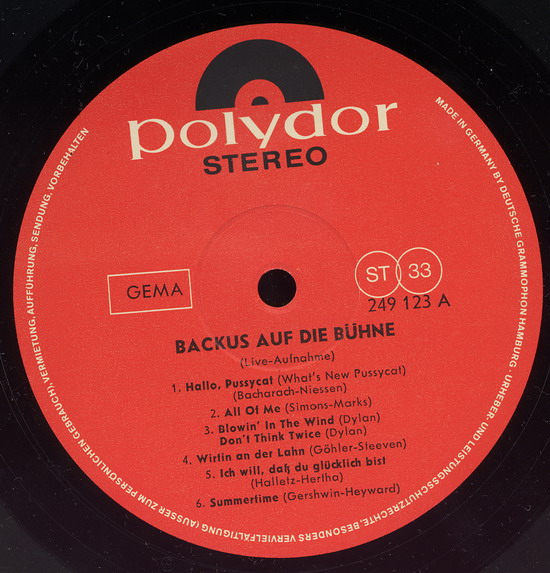 polydor
STEREO
GEMA
ST 33
249 123 A
BACKUS AUF DIE BÜHNE
(Live-Aufnahme)
1. Hallo, Pussycat (What's New Pussycat)
(Bacharach-Niessen)
2. All Of Me (Simons-Marks)
3. Blowin' In The Wind (Dylan)
Don't Think Twice (Dylan)
4. Wirtin an der Lahn (Göhler-Steeven)
5. Ich will, daß du glücklich bist
(Halletz-Hertha)
6. Summertime (Gershwin-Heyward)
MADE IN GERMANY BY DEUTSCHE GRAMMOPHON HAMBURG · URHEBER- UND LEISTUNGSSCHUTZRECHTE, BESONDERS VERVIELFÄLTIGUNG (AUSSER ZUM PERSÖNLICHEN GEBRAUCH), VERMIETUNG, AUFFÜHRUNG, SENDUNG, VORBEHALTEN